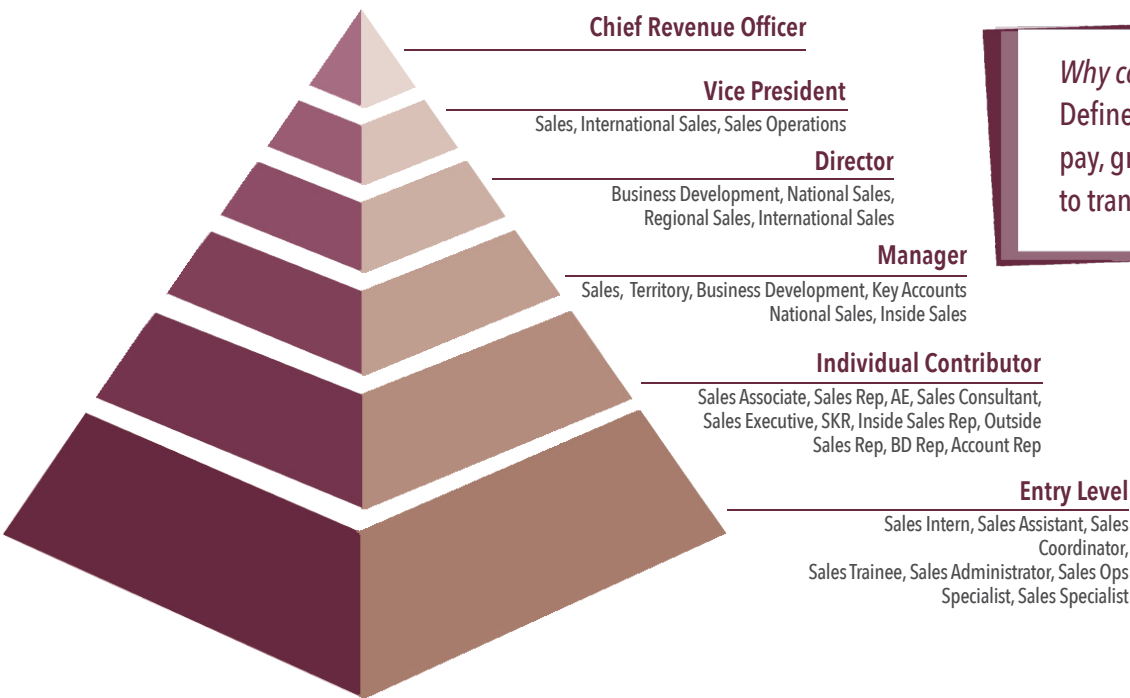 Chief Revenue Officer
Vice President
Sales, International Sales, Sales Operations
Director
Business Development, National Sales,
Regional Sales, International Sales
Manager
Sales, Territory, Business Development, Key Accounts
National Sales, Inside Sales
Individual Contributor
Sales Associate, Sales Rep, AE, Sales Consultant,
Sales Executive, SKR, Inside Sales Rep, Outside
Sales Rep, BD Rep, Account Rep
Entry Level
Sales Intern, Sales Assistant, Sales
Coordinator,
Sales Trainee, Sales Administrator, Sales Ops
Specialist, Sales Specialist
Why
Define
pay,
to